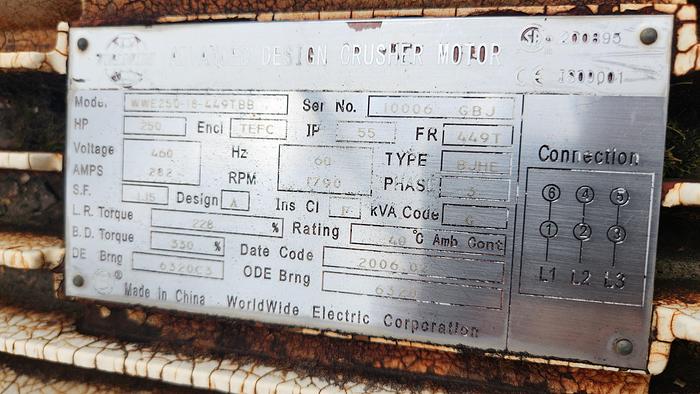 ADVANCED DESIGN CRUSHER MOTOR
200895
CE ISO9001
Model WWE250-18-449TBB Ser No. 10006 GBJ
HP 250 Encl TEFC IP 55 FR 449T
Voltage 460 Hz 60 TYPE BJHE
AMPS 282 RPM 1790 PHASE 3
S.F. 1.15 Design A Ins Cl F kVA Code G
L.R. Torque 228 % Rating 40°C Amb Cont
B.D. Torque 330 % Date Code 2006.02
DE Brng 6320C3 ODE Brng
Made in China WorldWide Electric Corporation
Connection
6 4 5
1 2 3
L1 L2 L3